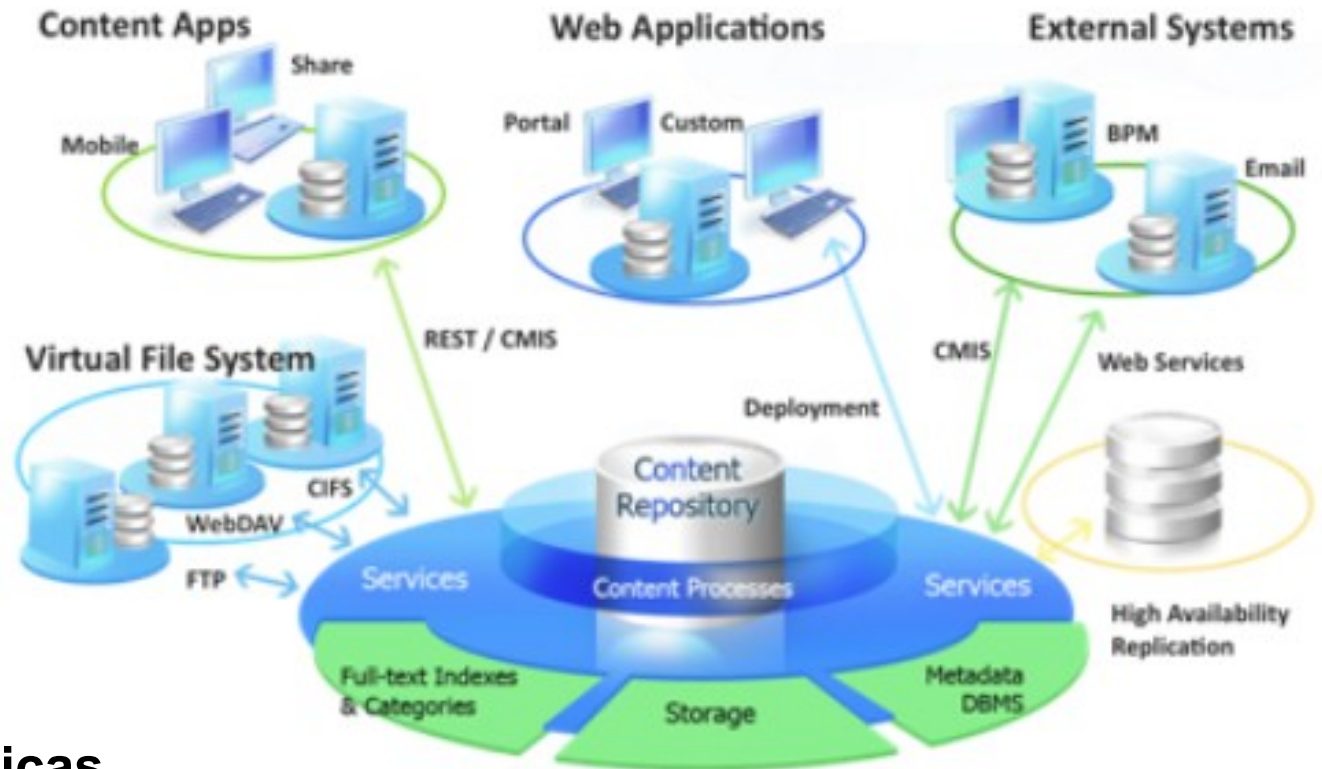 Content Apps
Web Applications
External Systems
Share
Mobile
Portal
Custom
BPM
Email
REST / CMIS
CMIS
Web Services
Virtual File System
Deployment
CIFS
WebDAV
FTP
Content
Repository
Content Processes
Services
Services
High Availability
Replication
Full-text Indexes
& Categories
Storage
Metadada
DBMS
icas